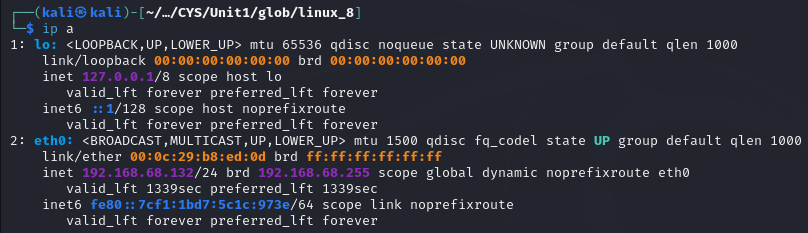 ┌──(kali㉿kali)-[~/…/CYS/Unit1/glob/linux_8]
└─$ ip a
1: lo: <LOOPBACK,UP,LOWER_UP> mtu 65536 qdisc noqueue state UNKNOWN group default qlen 1000
    link/loopback 00:00:00:00:00:00 brd 00:00:00:00:00:00
    inet 127.0.0.1/8 scope host lo
       valid_lft forever preferred_lft forever
    inet6 ::1/128 scope host noprefixroute
       valid_lft forever preferred_lft forever
2: eth0: <BROADCAST,MULTICAST,UP,LOWER_UP> mtu 1500 qdisc fq_codel state UP group default qlen 1000
    link/ether 00:0c:29:b8:ed:0d brd ff:ff:ff:ff:ff:ff
    inet 192.168.68.132/24 brd 192.168.68.255 scope global dynamic noprefixroute eth0
       valid_lft 1339sec preferred_lft 1339sec
    inet6 fe80::7cf1:1bd7:5c1c:973e/64 scope link noprefixroute
       valid_lft forever preferred_lft forever